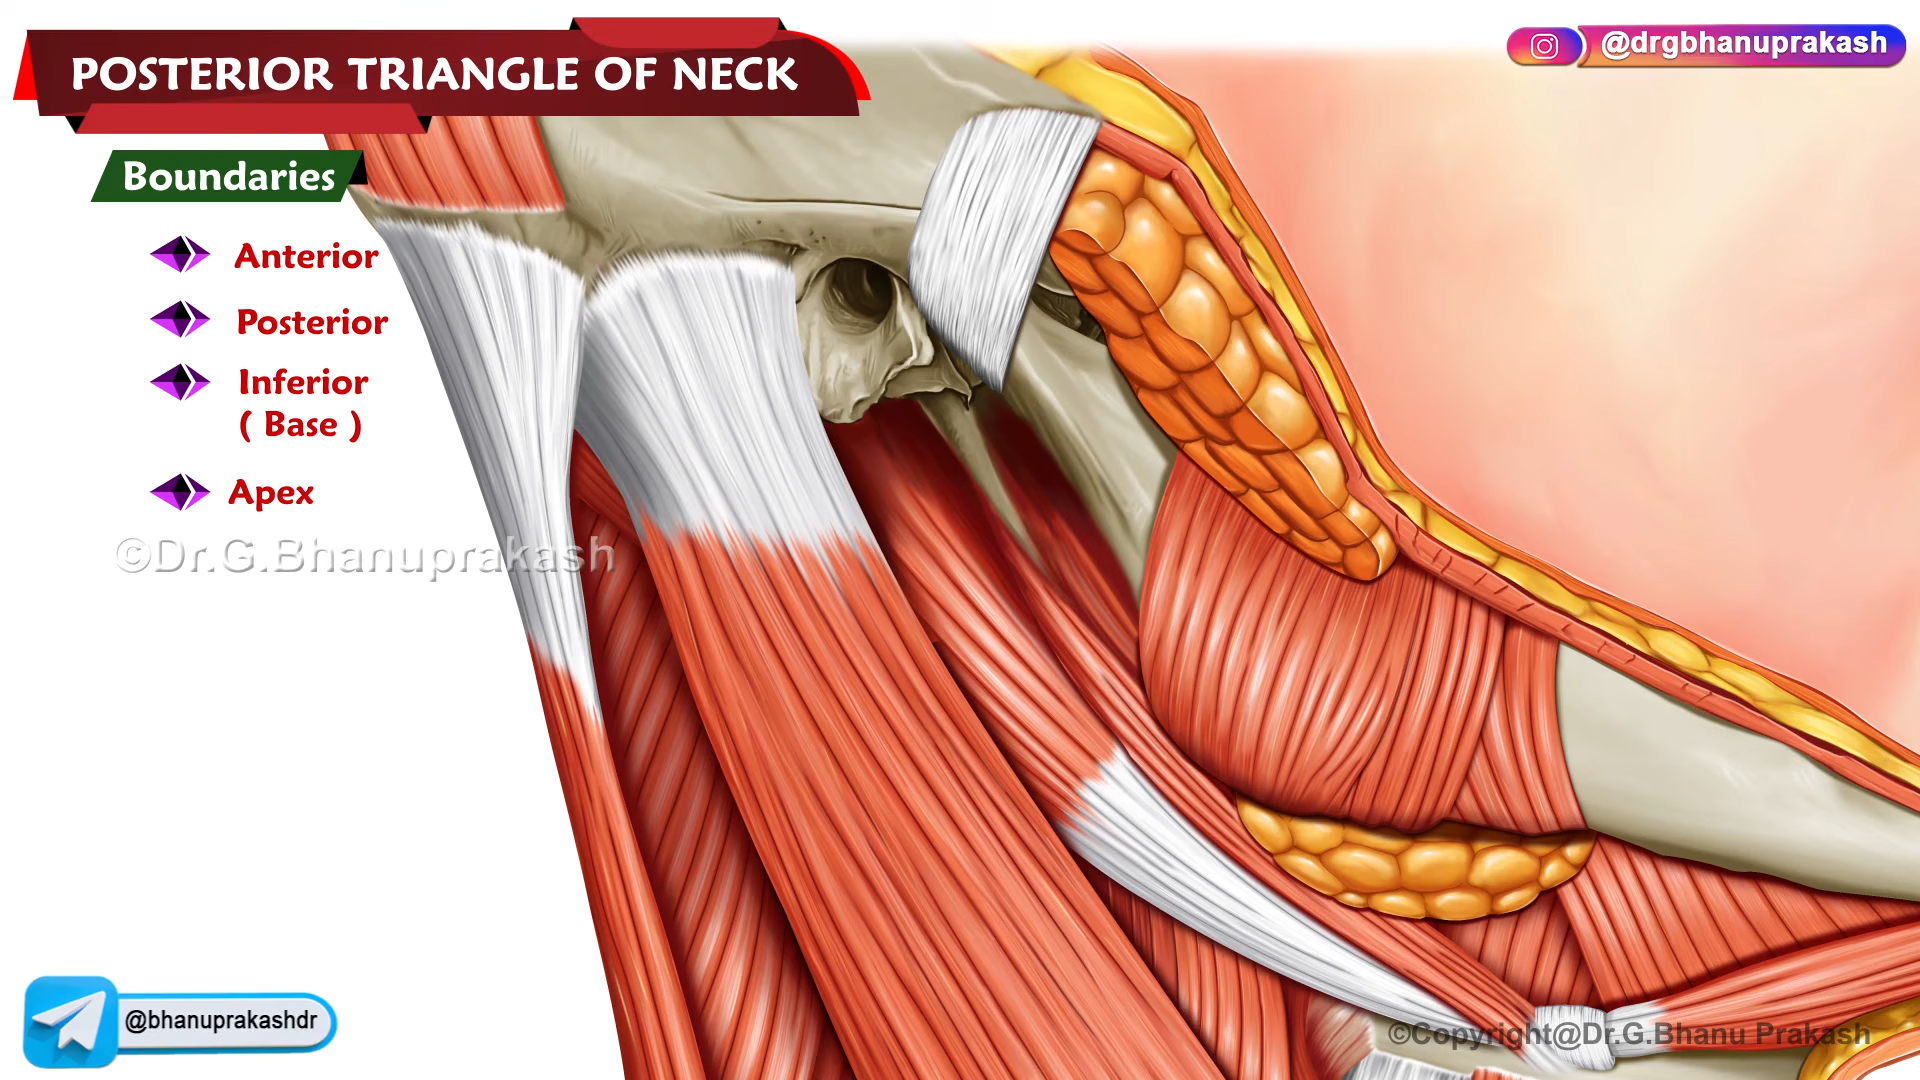 POSTERIOR TRIANGLE OF NECK
@drgbhanuprakash
Boundaries
Anterior
Posterior
Inferior
( Base )
Apex
©Dr.G.Bhanuprakash
@bhanuprakashdr
©Copyright@Dr.G.Bhanu Prakash